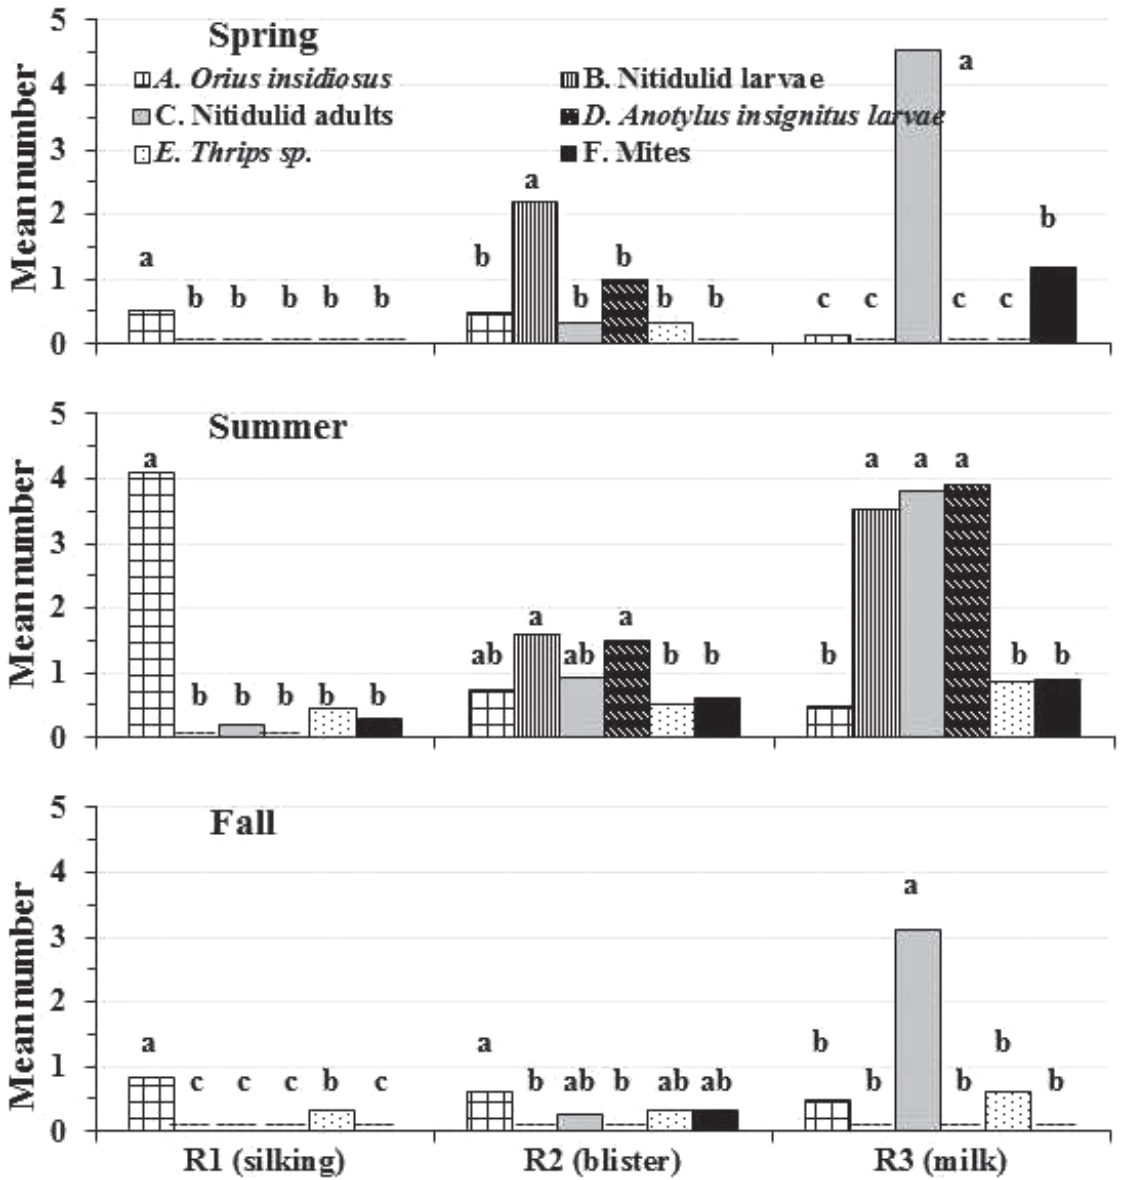 Spring
A. Orius insidiosus
B. Nitidulid larvae
C. Nitidulid adults
D. Anotylus insignitus larvae
E. Thrips sp.
F. Mites
Mean number
5
4
3
2
1
0
a b b b b b
b a b b b b
c c a c c b
Summer
Mean number
5
4
3
2
1
0
a b b b b b
ab a ab a b b
b a a a b b
Fall
Mean number
5
4
3
2
1
0
a c c c b c
a b ab b ab ab
b b a b b b
R1 (silking) R2 (blister) R3 (milk)